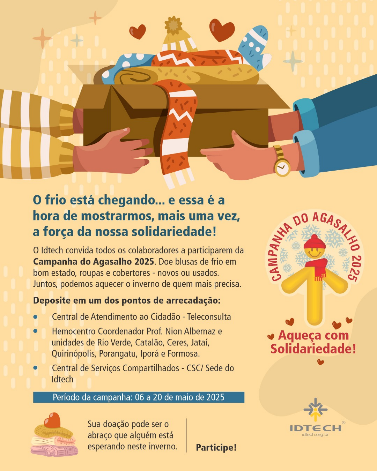 O frio está chegando... e essa é a
hora de mostrarmos, mais uma vez,
a força da nossa solidariedade!
O Idtech convida todos os colaboradores a participarem da
Campanha do Agasalho 2025. Doe blusas de frio em
bom estado, roupas e cobertores - novos ou usados.
Juntos, podemos aquecer o inverno de quem mais precisa.
Deposite em um dos pontos de arrecadação:
• Central de Atendimento ao Cidadão - Teleconsulta
• Hemocentro Coordenador Prof. Nion Albernaz e
unidades de Rio Verde, Catalão, Ceres, Jataí,
Quirinópolis, Porangatu, Iporá e Formosa.
• Central de Serviços Compartilhados - CSC/ Sede do
Idtech
Período da campanha: 06 a 20 de maio de 2025
Sua doação pode ser o
abraço que alguém está
esperando neste inverno.
Participe!
CAMPANHA DO AGASALHO 2025
Aqueça com
Solidariedade!
IDTECH